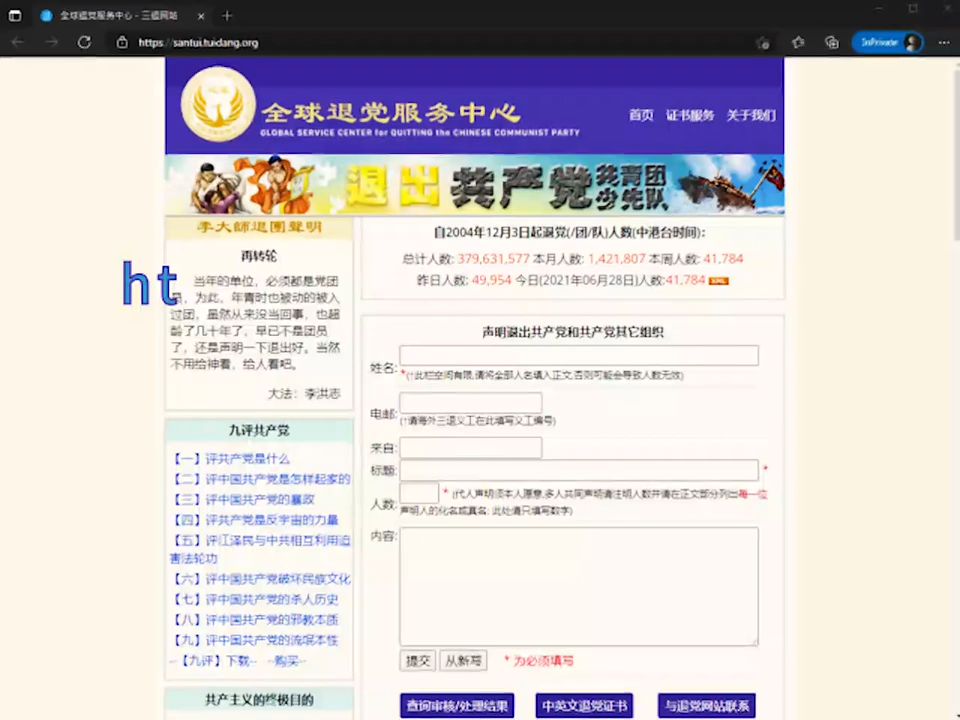 全球退党服务中心 - 三退网站
https://santui.tuidang.org
InPrivate
全球退党服务中心
GLOBAL SERVICE CENTER for QUITTING the CHINESE COMMUNIST PARTY
首页 证书服务 关于我们
退出共产党共青团少先队
李大師退團聲明
再转轮
当年的单位，必须都是党团
员，为此，年青时也被动的被入
过团，虽然从来没当回事，也超
龄了几十年了，早已不是团员
了，还是声明一下退出好。当然
不用给神看，给人看吧。
大法：李洪志
ht
九评共产党
【一】评共产党是什么
【二】评中国共产党是怎样起家的
【三】评中国共产党的暴政
【四】评共产党是反宇宙的力量
【五】评江泽民与中共相互利用迫
害法轮功
【六】评中国共产党破坏民族文化
【七】评中国共产党的杀人历史
【八】评中国共产党的邪教本质
【九】评中国共产党的流氓本性
--【九评】下载-- --购买--
共产主义的终极目的
自2004年12月3日起退党(/团/队)人数(中港台时间)：
总计人数: 379,631,577 本月人数: 1,421,807 本周人数: 41,784
昨日人数: 49,954 今日(2021年06月28日)人数:41,784 XML
声明退出共产党和共产党其它组织
姓名:
*(↑此栏空间有限,请将全部人名填入正文,否则可能会导致人数无效)
电邮:
(↑请海外三退义工在此填写义工编号)
来自:
标题: *
人数: * (代人声明须本人愿意,多人共同声明请注明人数并请在正文部分列出每一位
声明人的化名或真名; 此处请只填写数字)
内容:
提交 从新写 * 为必须填写
查询审核/处理结果 中英文退党证书 与退党网站联系